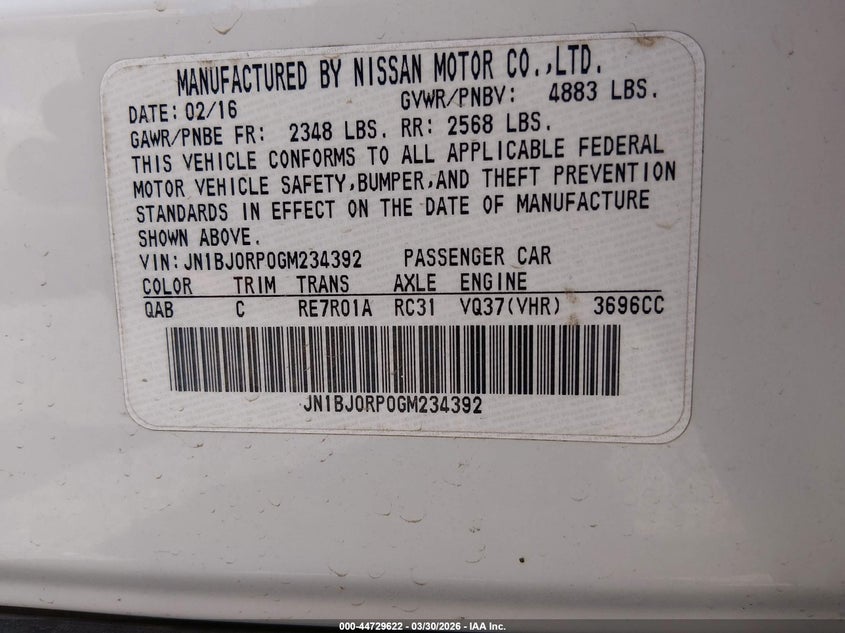 MANUFACTURED BY NISSAN MOTOR CO.,LTD.
DATE: 02/16 GVWR/PNBV: 4883 LBS.
GAWR/PNBE FR: 2348 LBS. RR: 2568 LBS.
THIS VEHICLE CONFORMS TO ALL APPLICABLE FEDERAL
MOTOR VEHICLE SAFETY,BUMPER,AND THEFT PREVENTION
STANDARDS IN EFFECT ON THE DATE OF MANUFACTURE
SHOWN ABOVE.
VIN:JN1BJ0RP0GM234392 PASSENGER CAR
COLOR TRIM TRANS AXLE ENGINE
QAB C RE7R01A RC31 VQ37(VHR) 3696CC
JN1BJ0RP0GM234392
000-44729622 — 03/30/2026 — IAA Inc.